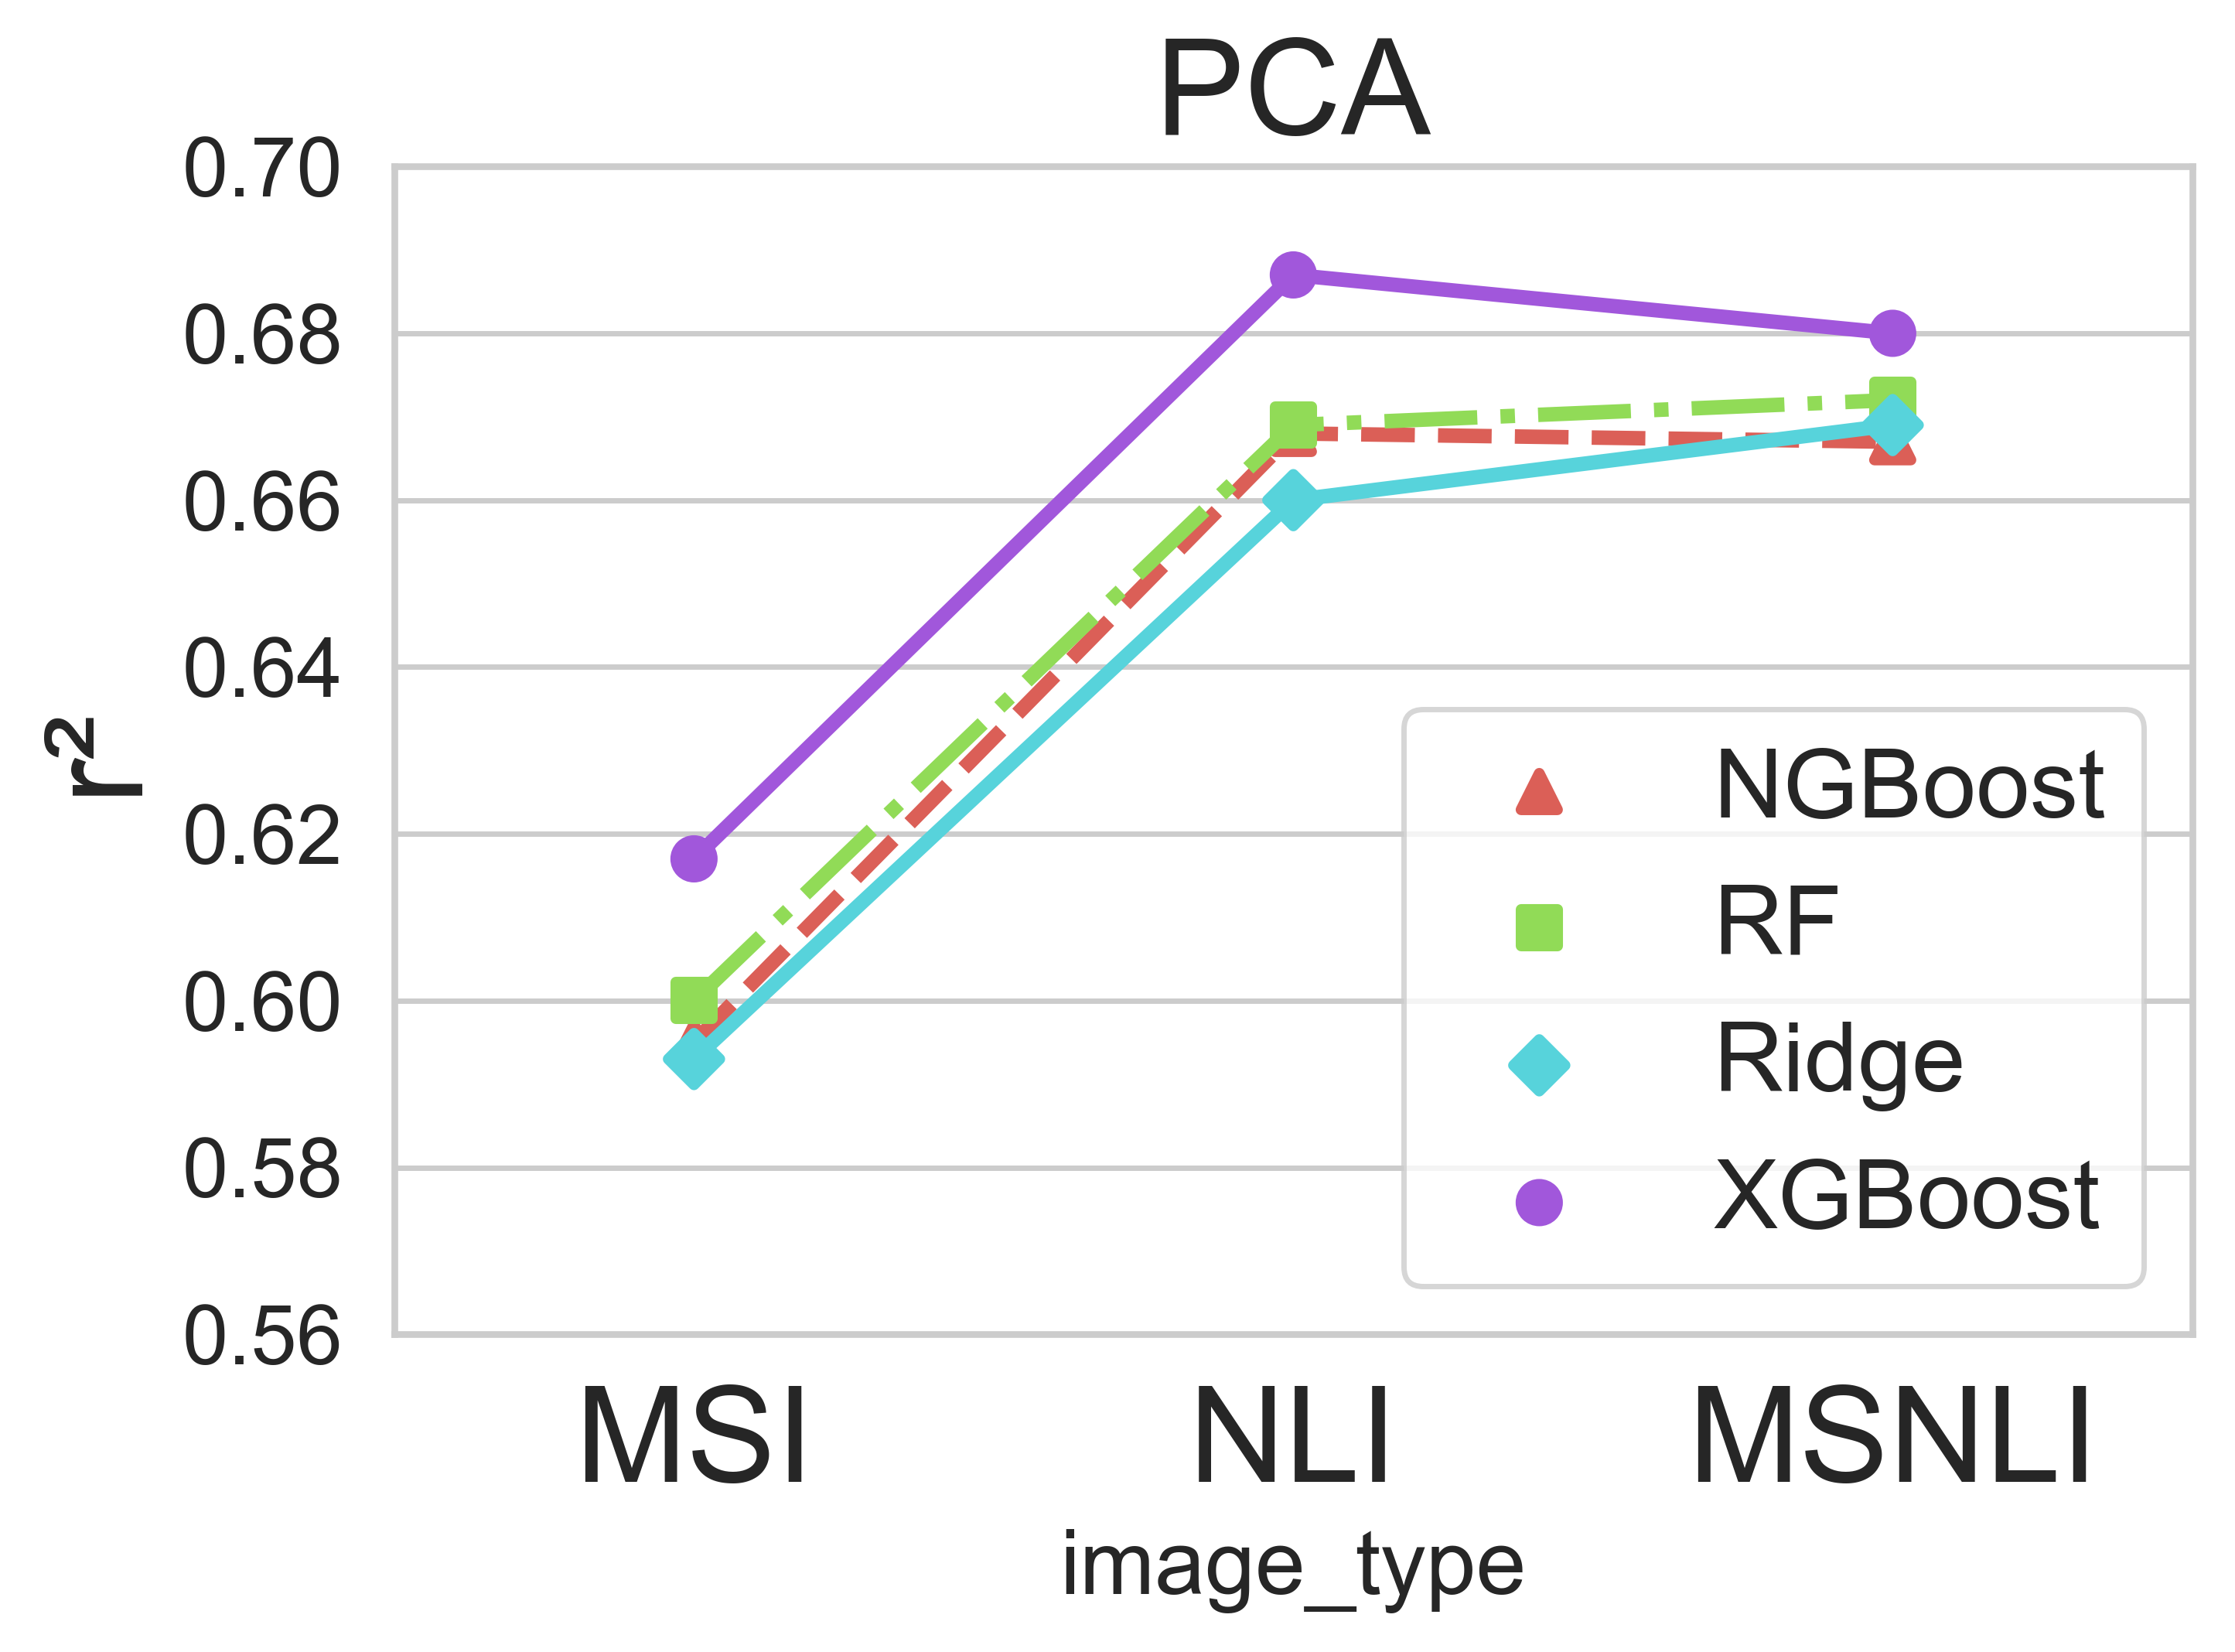 PCA
0.70
0.68
0.66
0.64
0.62
0.60
0.58
0.56
r²
NGBoost
RF
Ridge
XGBoost
MSI NLI MSNLI
image_type